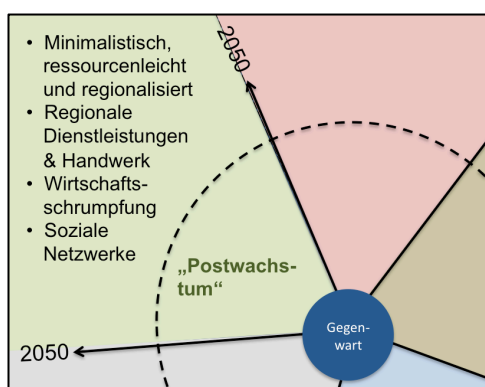 • Minimalistisch,
ressourcenleicht
und regionalisiert
• Regionale
Dienstleistungen
& Handwerk
• Wirtschafts-
schrumpfung
• Soziale
Netzwerke
2050
„Postwachs-
tum“
Gegen-
wart
2050